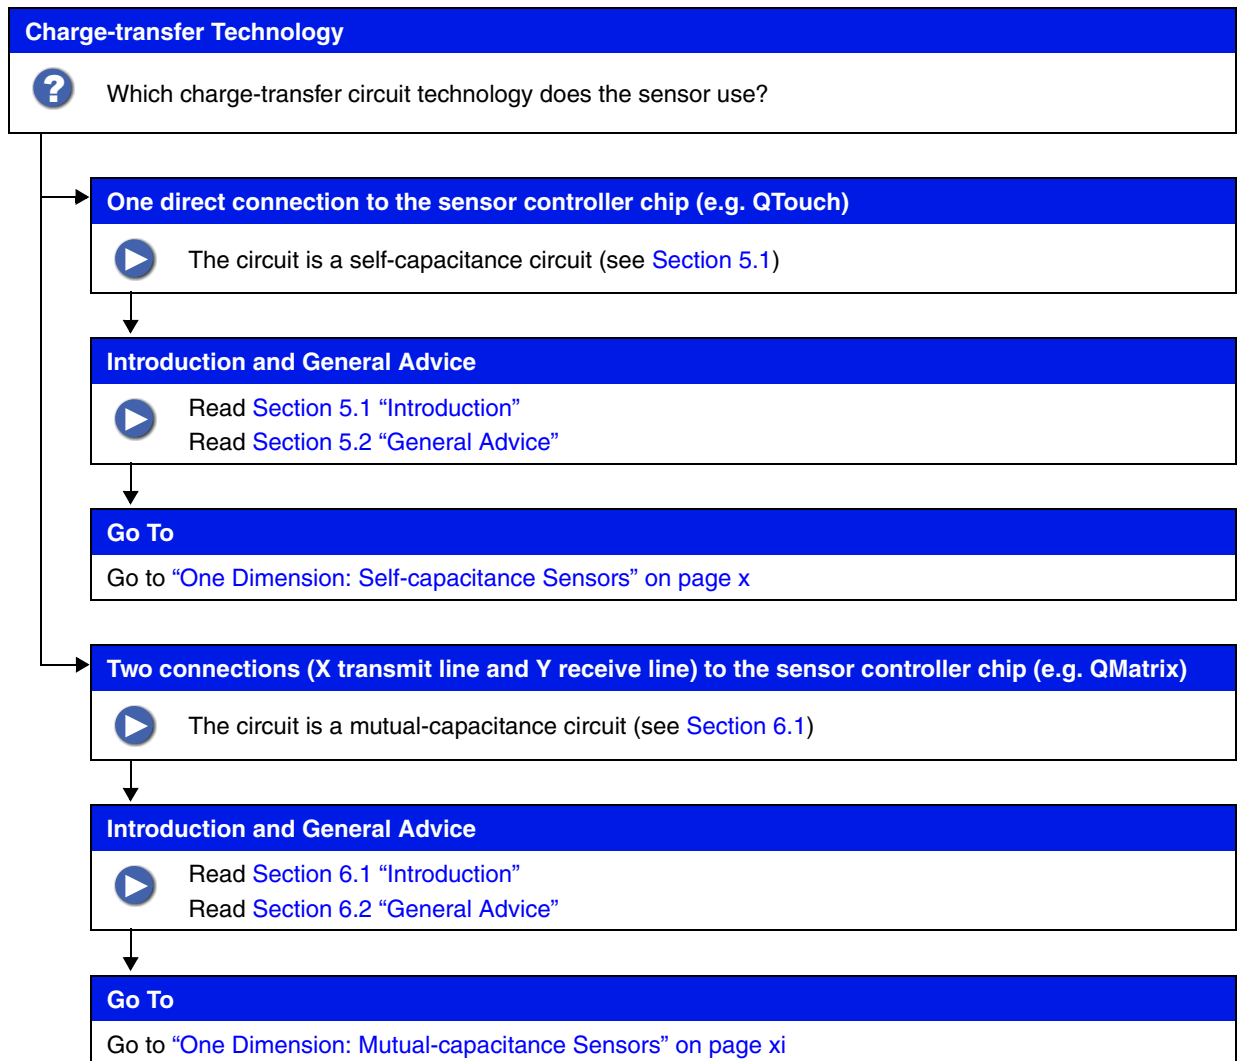 Charge-transfer Technology
?
Which charge-transfer circuit technology does the sensor use?
One direct connection to the sensor controller chip (e.g. QTouch)
The circuit is a self-capacitance circuit (see Section 5.1)
Introduction and General Advice
Read Section 5.1 “Introduction”
Read Section 5.2 “General Advice”
Go To
Go to “One Dimension: Self-capacitance Sensors” on page x
Two connections (X transmit line and Y receive line) to the sensor controller chip (e.g. QMatrix)
The circuit is a mutual-capacitance circuit (see Section 6.1)
Introduction and General Advice
Read Section 6.1 “Introduction”
Read Section 6.2 “General Advice”
Go To
Go to “One Dimension: Mutual-capacitance Sensors” on page xi